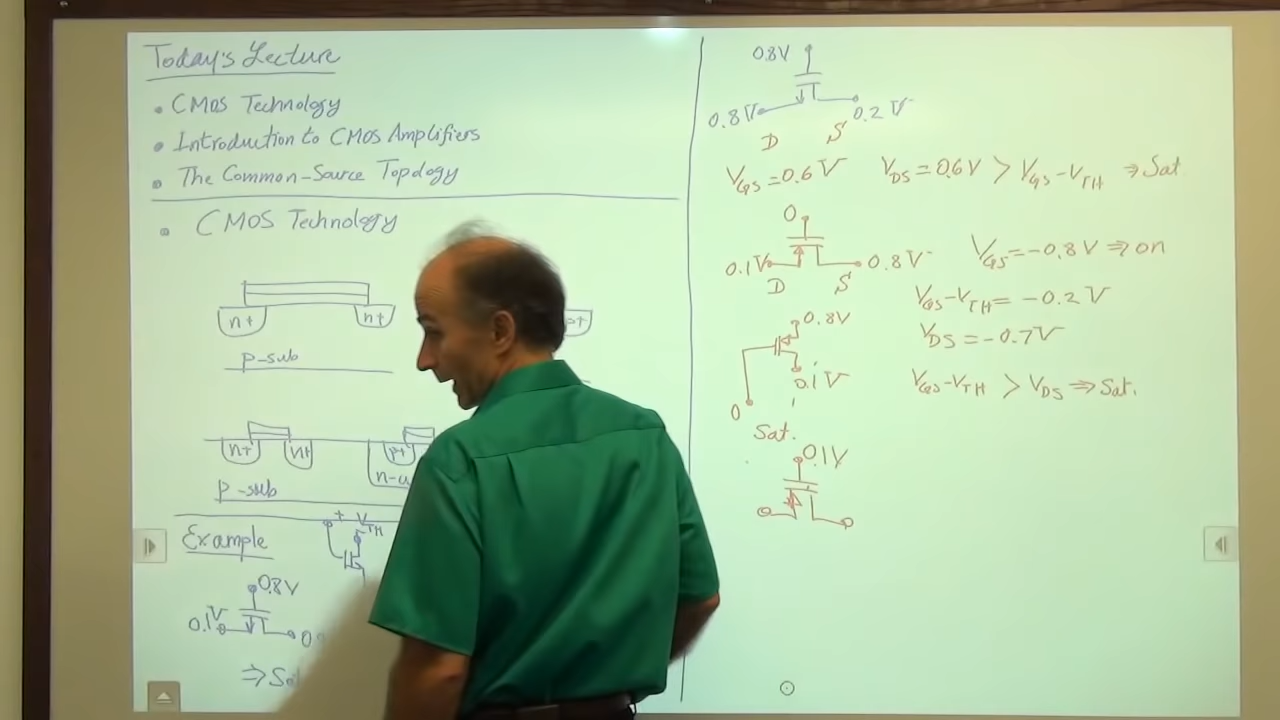 Today's Lecture
• CMOS Technology
• Introduction to CMOS Amplifiers
• The Common-Source Topology
• CMOS Technology
n+ n+
p-sub
n+ n+ p+
p-sub
Example
+ VTH
0.8V
0.1V
⇒
0.8V
0.8V 0.2V
D S
VGS=0.6V VDS=0.6V > VGS-VTH ⇒ Sat
0
0.1V 0.8V VGS=-0.8V ⇒ on
D S
VGS-VTH=-0.2V
0.8V
VDS=-0.7V
0.1V VGS-VTH > VDS ⇒ Sat.
0
Sat.
0.1V